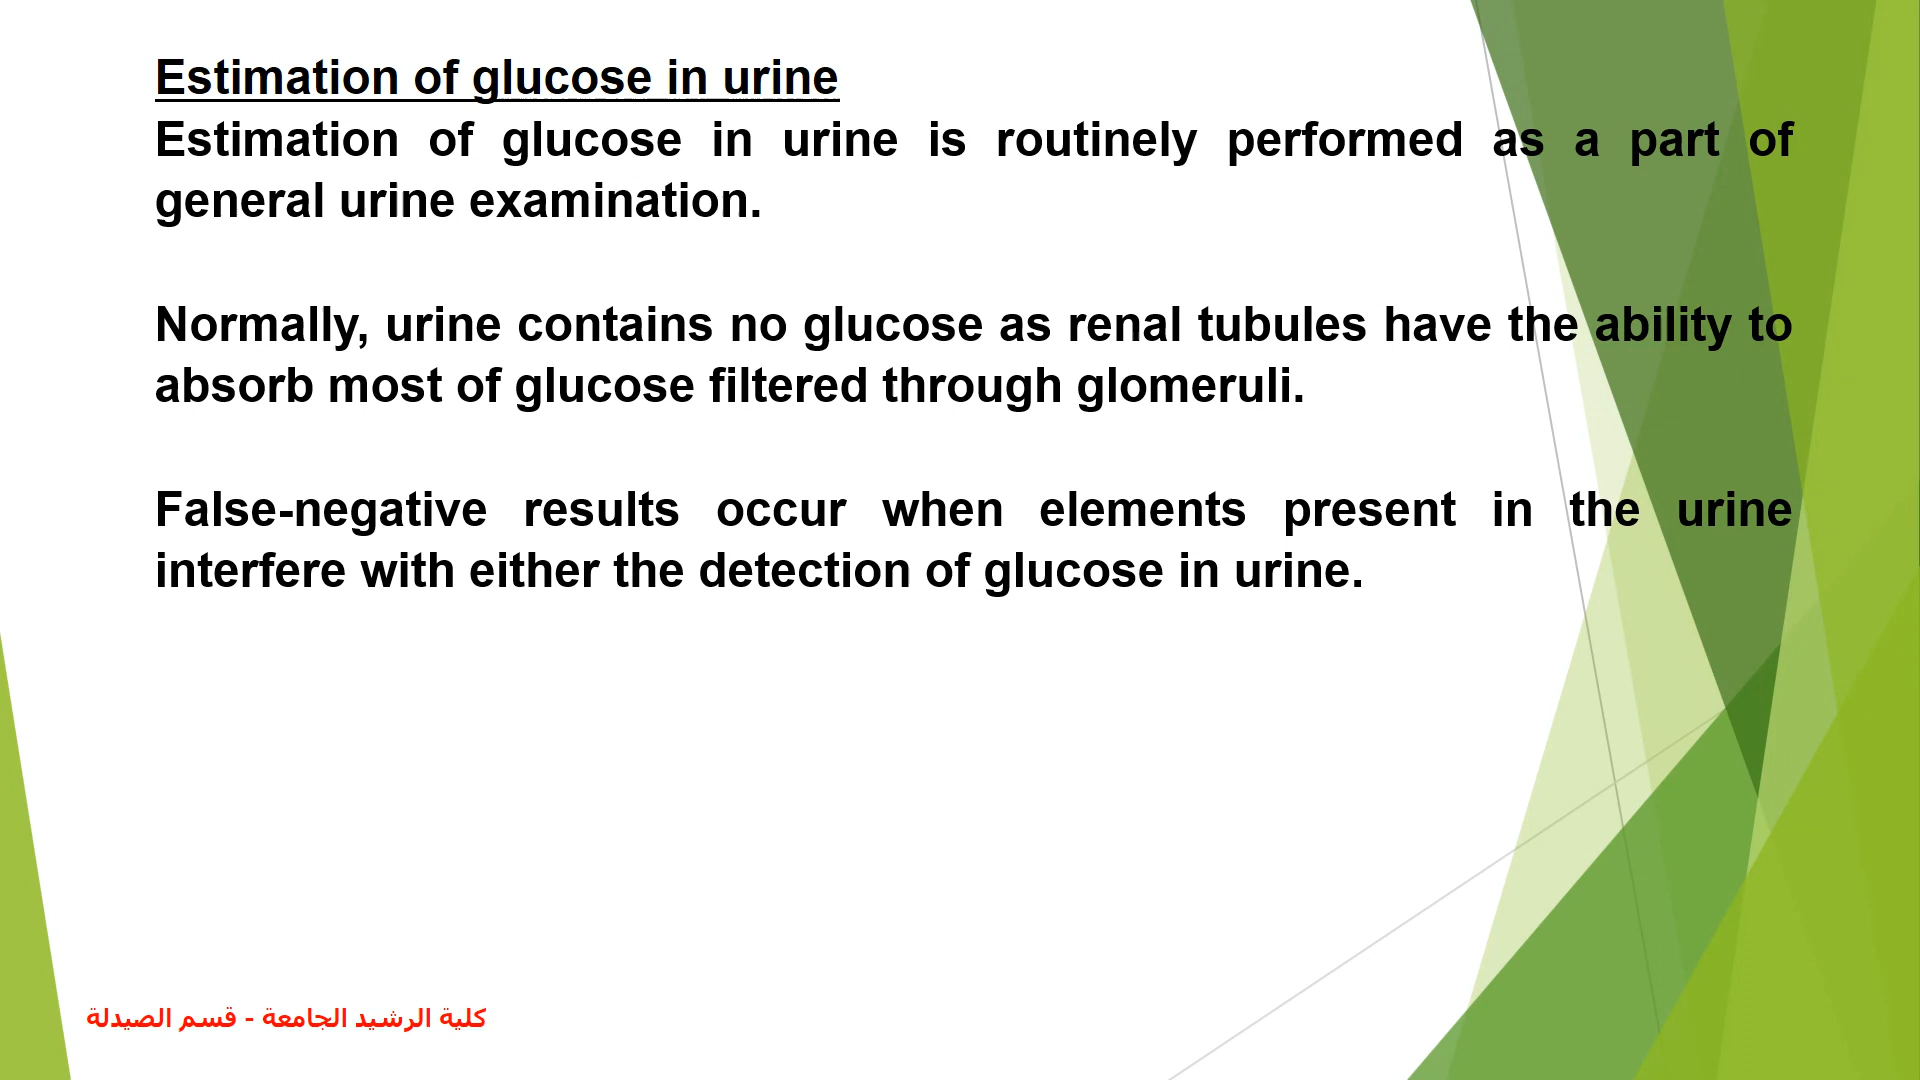 Estimation of glucose in urine
Estimation of glucose in urine is routinely performed as a part of
general urine examination.
Normally, urine contains no glucose as renal tubules have the ability to
absorb most of glucose filtered through glomeruli.
False-negative results occur when elements present in the urine
interfere with either the detection of glucose in urine.
كلية الرشيد الجامعة - قسم الصيدلة